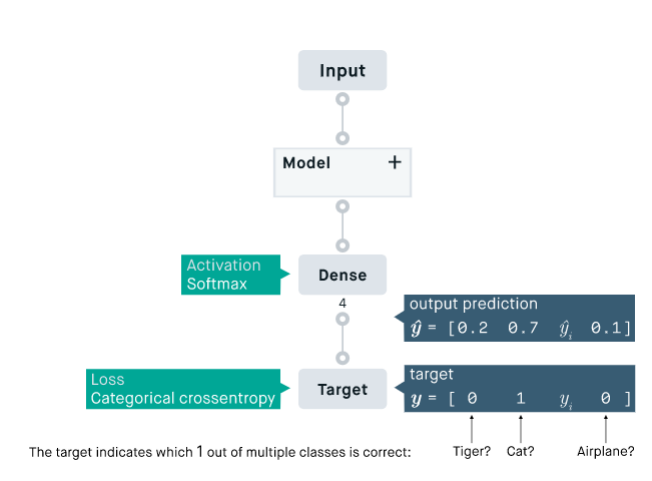 Input
Model +
Activation
Softmax
Dense
4
output prediction
ŷ = [0.2 0.7 ŷᵢ 0.1]
Loss
Categorical crossentropy
Target
target
y = [ 0 1 yᵢ 0 ]
The target indicates which 1 out of multiple classes is correct: Tiger? Cat? Airplane?